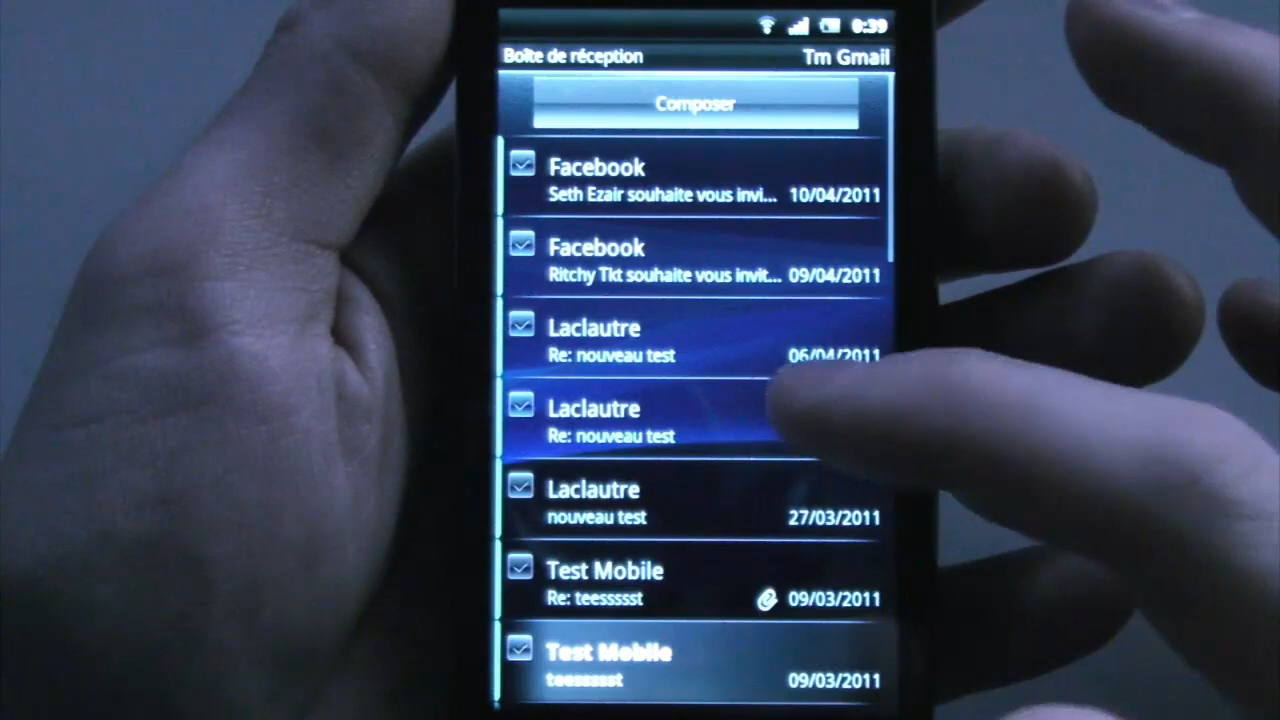 0:39
Boîte de réception Tm Gmail
Composer
Facebook
Seth Ezair souhaite vous invi... 10/04/2011
Facebook
Ritchy Tkt souhaite vous invit... 09/04/2011
Laclautre
Re: nouveau test 06/04/2011
Laclautre
Re: nouveau test
Laclautre
nouveau test 27/03/2011
Test Mobile
Re: teessssst 09/03/2011
Test Mobile
09/03/2011